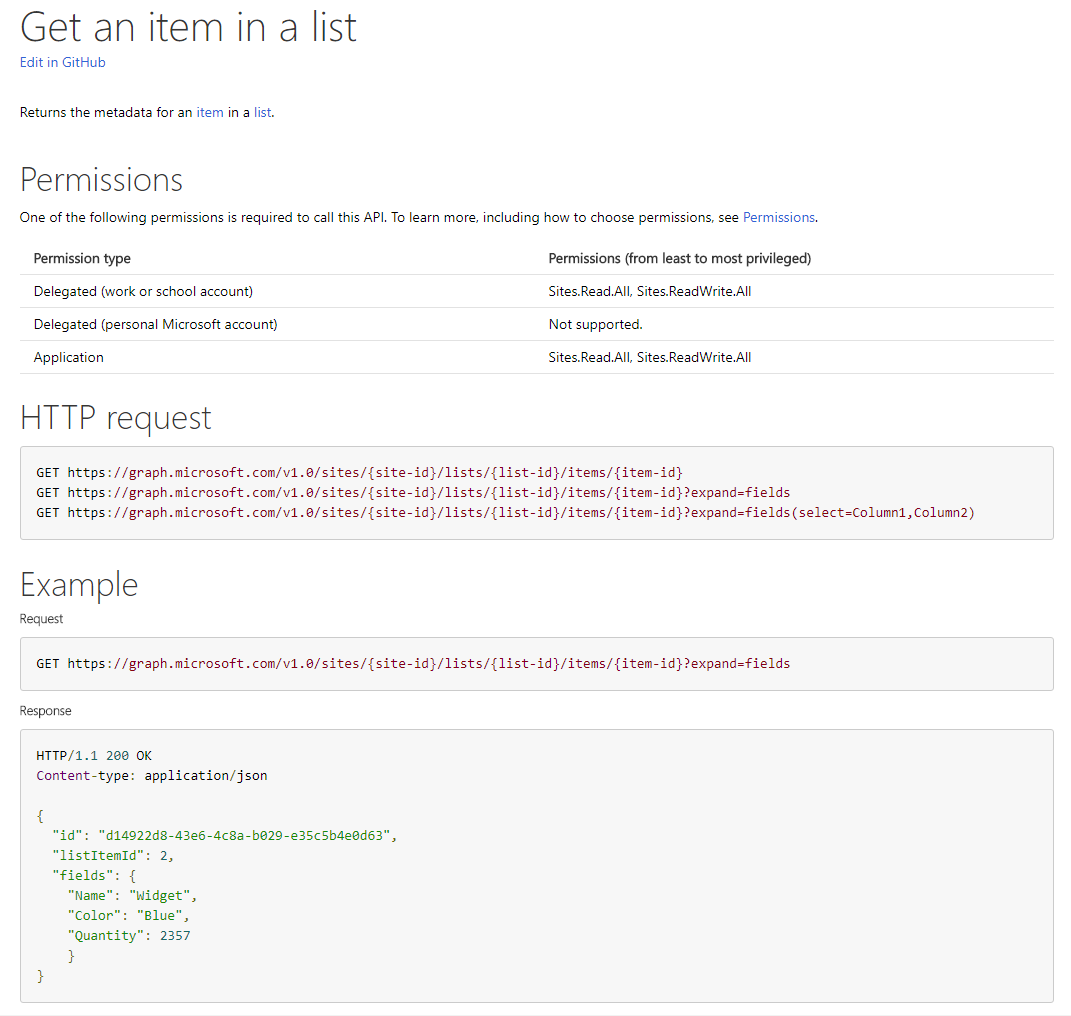 Get an item in a list
Edit in GitHub
Returns the metadata for an item in a list.
Permissions
One of the following permissions is required to call this API. To learn more, including how to choose permissions, see Permissions.
Permission type Permissions (from least to most privileged)
Delegated (work or school account) Sites.Read.All, Sites.ReadWrite.All
Delegated (personal Microsoft account) Not supported.
Application Sites.Read.All, Sites.ReadWrite.All
HTTP request
GET https://graph.microsoft.com/v1.0/sites/{site-id}/lists/{list-id}/items/{item-id}
GET https://graph.microsoft.com/v1.0/sites/{site-id}/lists/{list-id}/items/{item-id}?expand=fields
GET https://graph.microsoft.com/v1.0/sites/{site-id}/lists/{list-id}/items/{item-id}?expand=fields(select=Column1,Column2)
Example
Request
GET https://graph.microsoft.com/v1.0/sites/{site-id}/lists/{list-id}/items/{item-id}?expand=fields
Response
HTTP/1.1 200 OK
Content-type: application/json
{
"id": "d14922d8-43e6-4c8a-b029-e35c5b4e0d63",
"listItemId": 2,
"fields": {
"Name": "Widget",
"Color": "Blue",
"Quantity": 2357
}
}